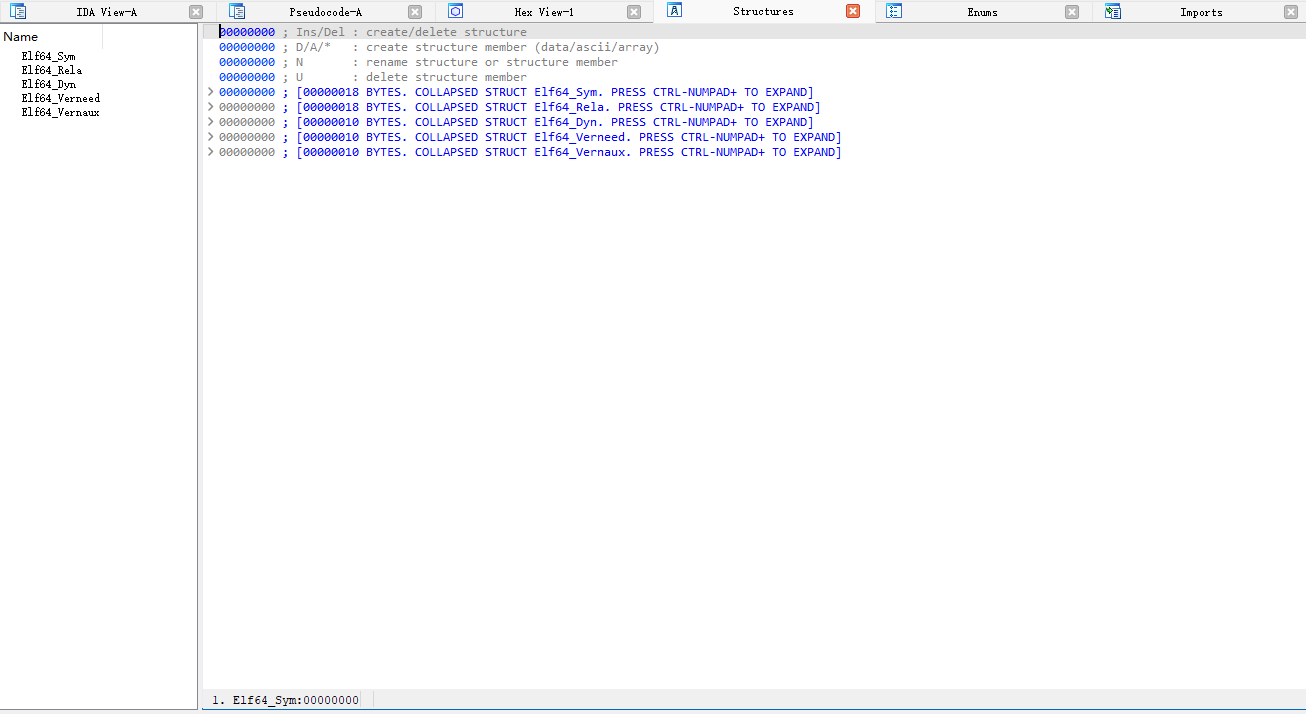 IDA View-A Pseudocode-A Hex View-1 Structures Enums Imports
Name
Elf64_Sym
Elf64_Rela
Elf64_Dyn
Elf64_Verneed
Elf64_Vernaux
00000000 ; Ins/Del : create/delete structure
00000000 ; D/A/*   : create structure member (data/ascii/array)
00000000 ; N       : rename structure or structure member
00000000 ; U       : delete structure member
00000000 ; [00000018 BYTES. COLLAPSED STRUCT Elf64_Sym. PRESS CTRL-NUMPAD+ TO EXPAND]
00000000 ; [00000018 BYTES. COLLAPSED STRUCT Elf64_Rela. PRESS CTRL-NUMPAD+ TO EXPAND]
00000000 ; [00000010 BYTES. COLLAPSED STRUCT Elf64_Dyn. PRESS CTRL-NUMPAD+ TO EXPAND]
00000000 ; [00000010 BYTES. COLLAPSED STRUCT Elf64_Verneed. PRESS CTRL-NUMPAD+ TO EXPAND]
00000000 ; [00000010 BYTES. COLLAPSED STRUCT Elf64_Vernaux. PRESS CTRL-NUMPAD+ TO EXPAND]
1. Elf64_Sym:00000000